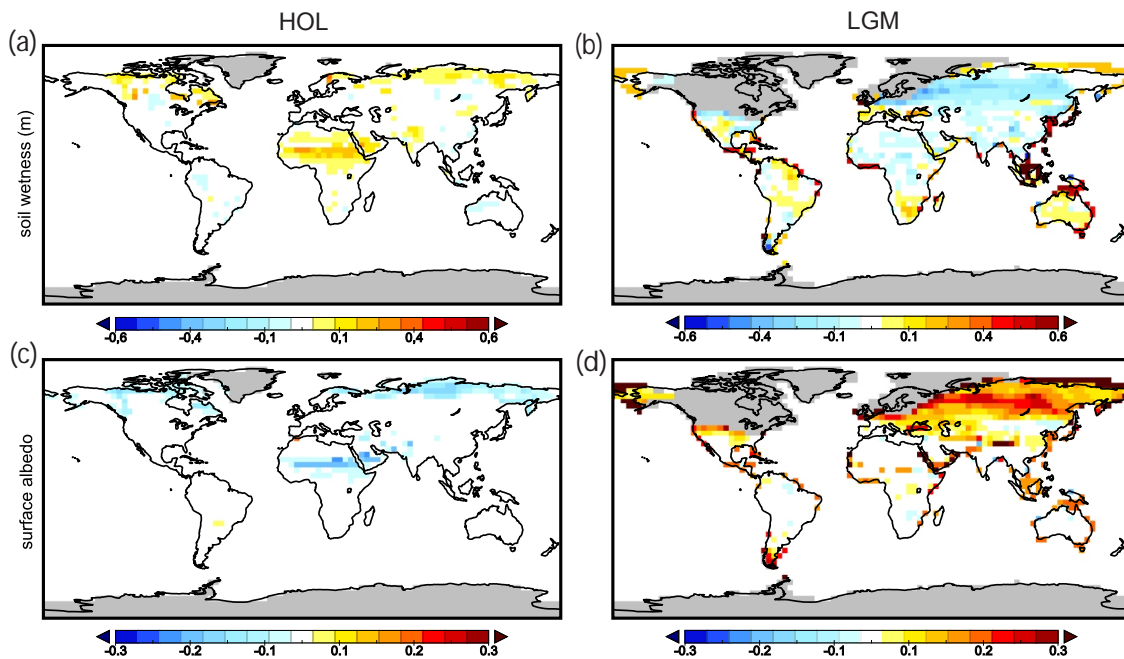 HOL LGM
(a) (b)
soil wetness (m)
-0.6 -0.4 -0.1 0.1 0.4 0.6 -0.6 -0.4 -0.1 0.1 0.4 0.6
(c) (d)
surface albedo
-0.3 -0.2 -0.1 0.1 0.2 0.3 -0.3 -0.2 -0.1 0.1 0.2 0.3